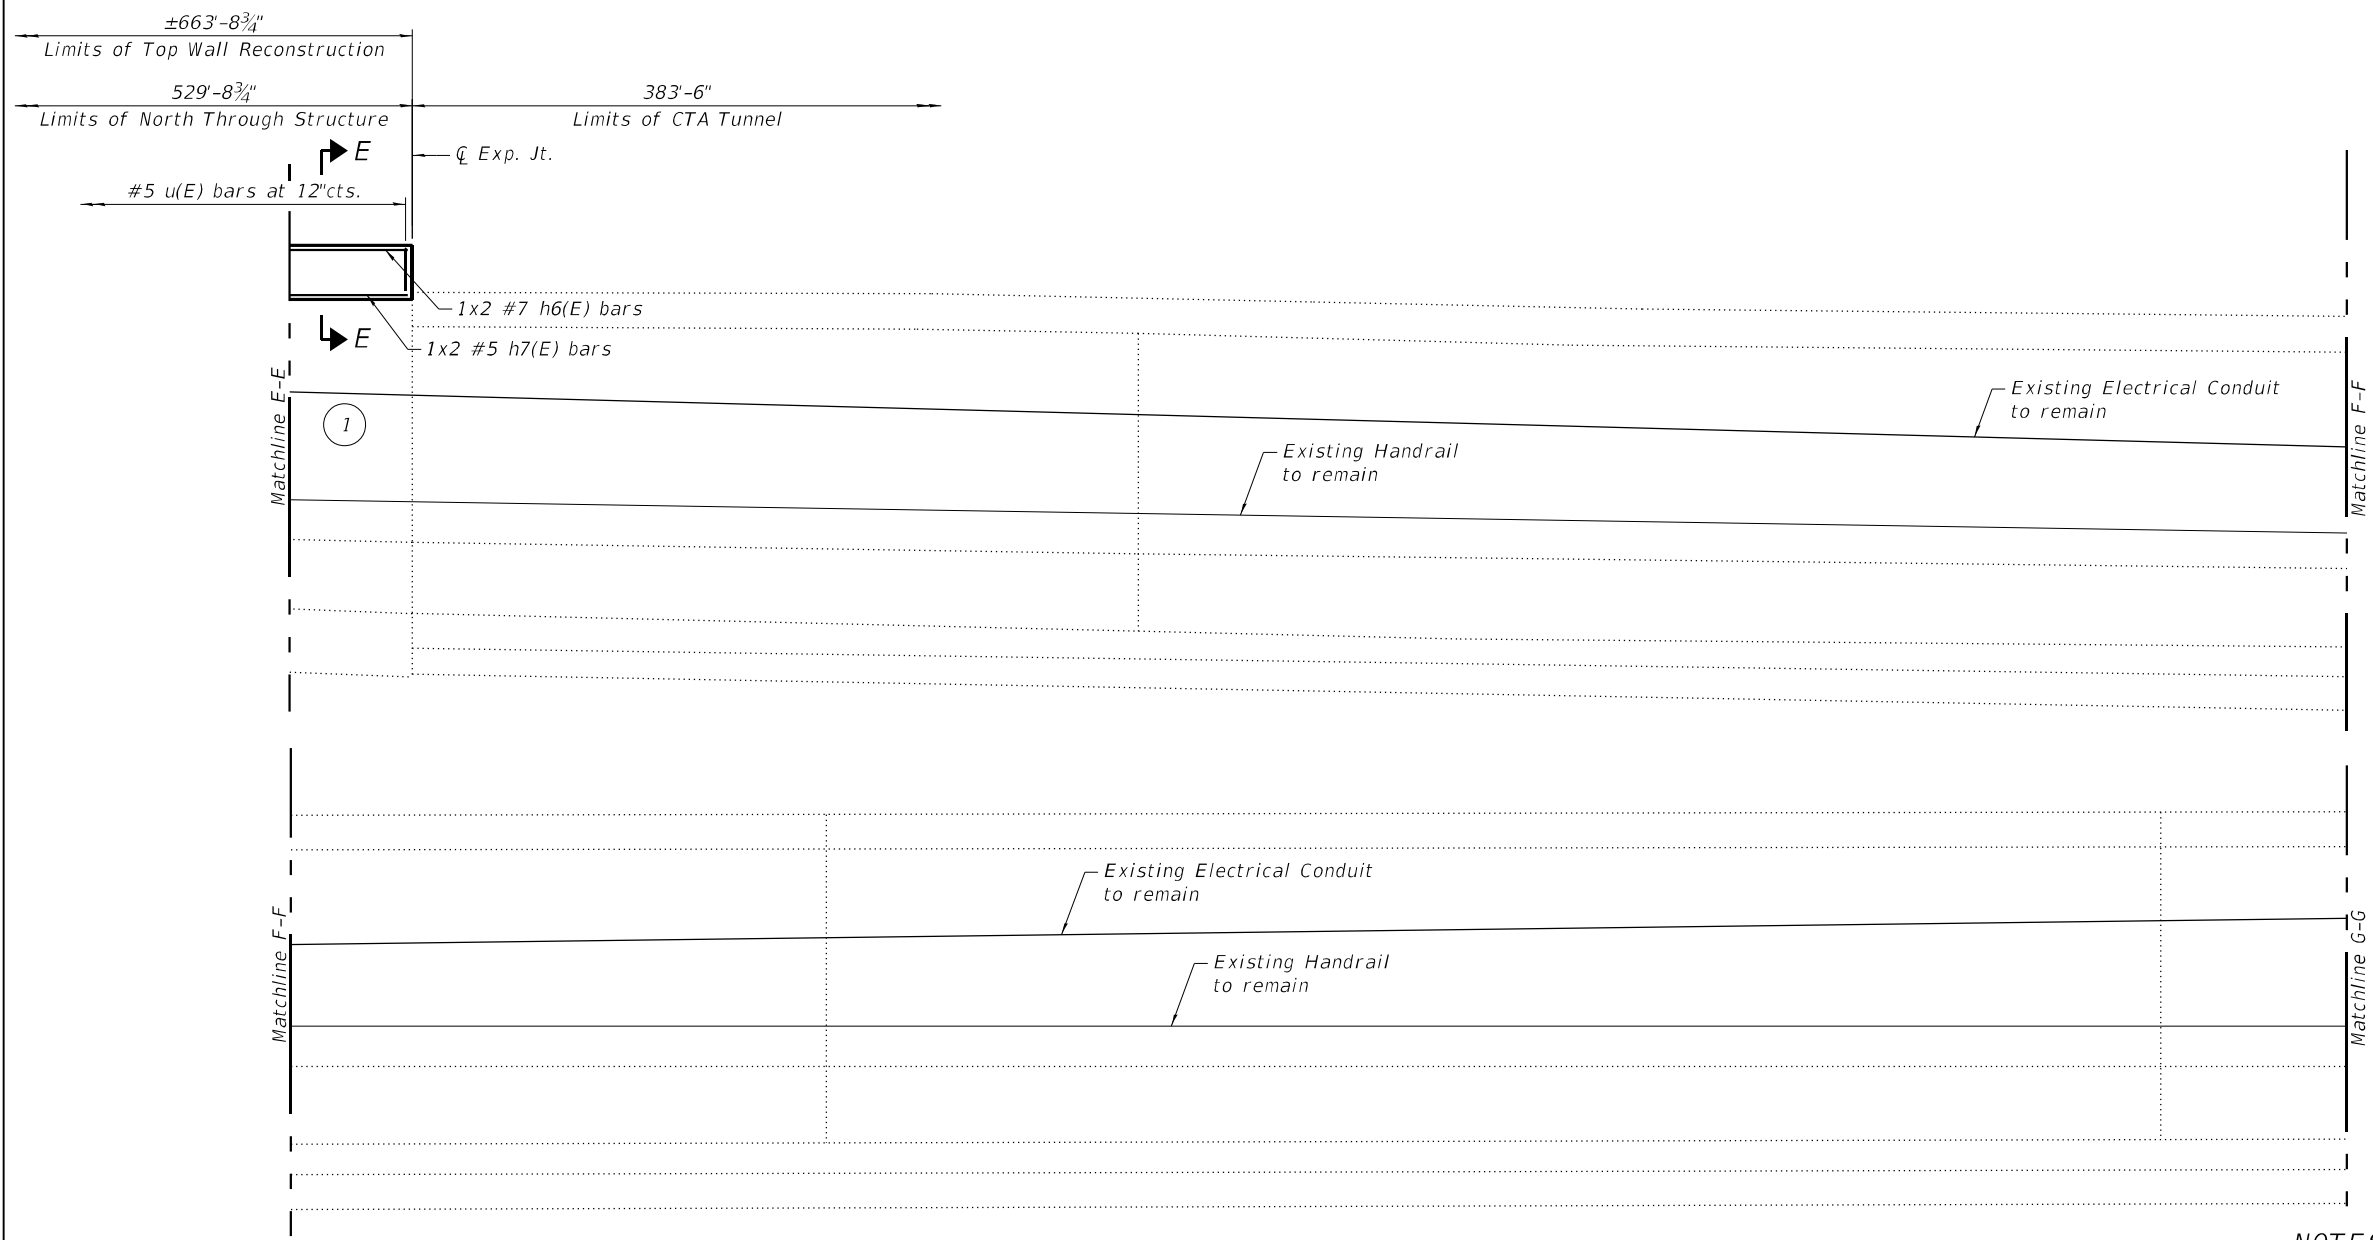 ±663'-8¾"
Limits of Top Wall Reconstruction
529'-8¾"
383'-6"
Limits of North Through Structure
Limits of CTA Tunnel
E
℄ Exp. Jt.
#5 u(E) bars at 12"cts.
1x2 #7 h6(E) bars
E
1x2 #5 h7(E) bars
Matchline E-E
1
Existing Electrical Conduit
to remain
Existing Handrail
to remain
Matchline F-F
Existing Electrical Conduit
to remain
Matchline F-F
Existing Handrail
to remain
Matchline G-G